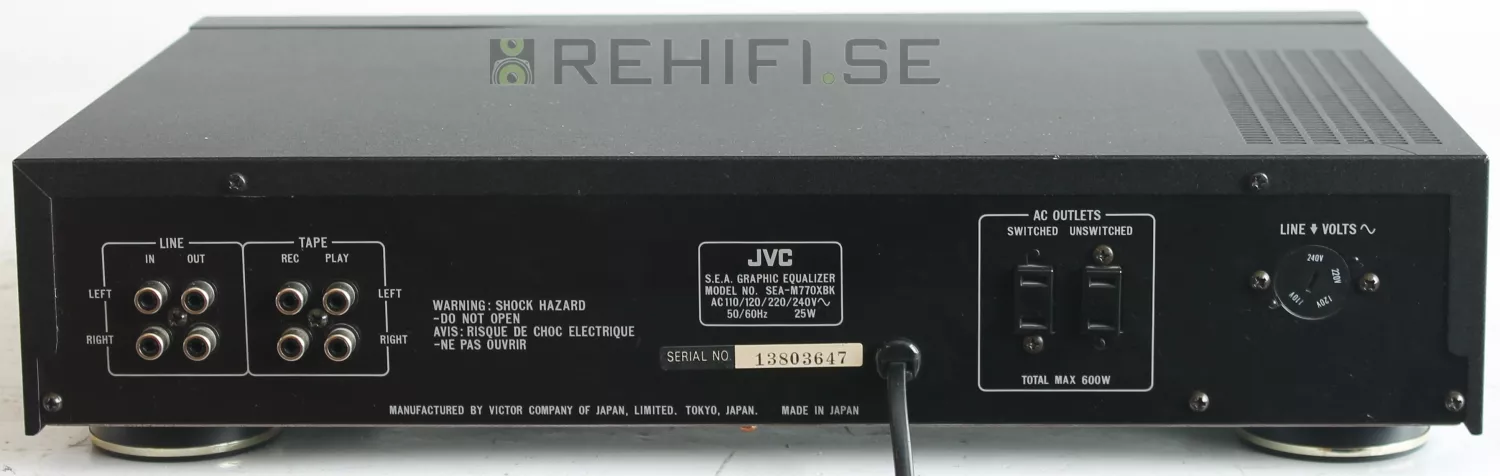 REHIFI.SE
LINE TAPE
IN OUT REC PLAY
LEFT LEFT
RIGHT RIGHT
WARNING: SHOCK HAZARD
-DO NOT OPEN
AVIS: RISQUE DE CHOC ELECTRIQUE
-NE PAS OUVRIR
JVC
S.E.A. GRAPHIC EQUALIZER
MODEL NO. SEA-M770XBK
AC110/120/220/240V~
50/60Hz 25W
SERIAL NO. 13803647
AC OUTLETS
SWITCHED UNSWITCHED
TOTAL MAX 600W
LINE VOLTS ~
240V
220V
120V
110V
MANUFACTURED BY VICTOR COMPANY OF JAPAN, LIMITED. TOKYO, JAPAN. MADE IN JAPAN